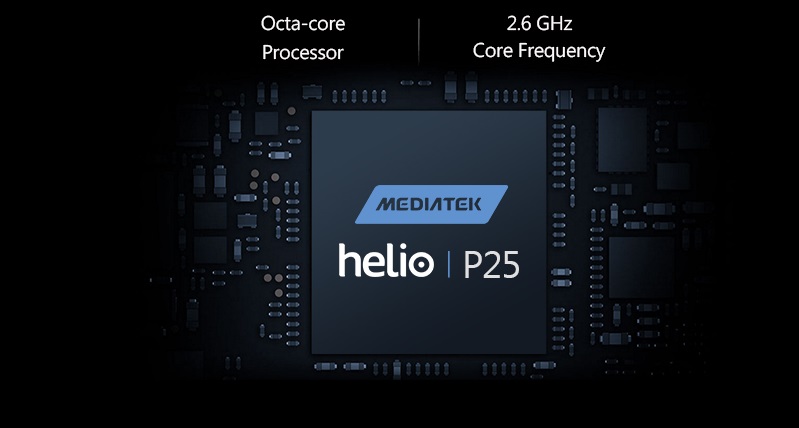 Octa-core
Processor
2.6 GHz
Core Frequency
MEDIATEK
helio | P25